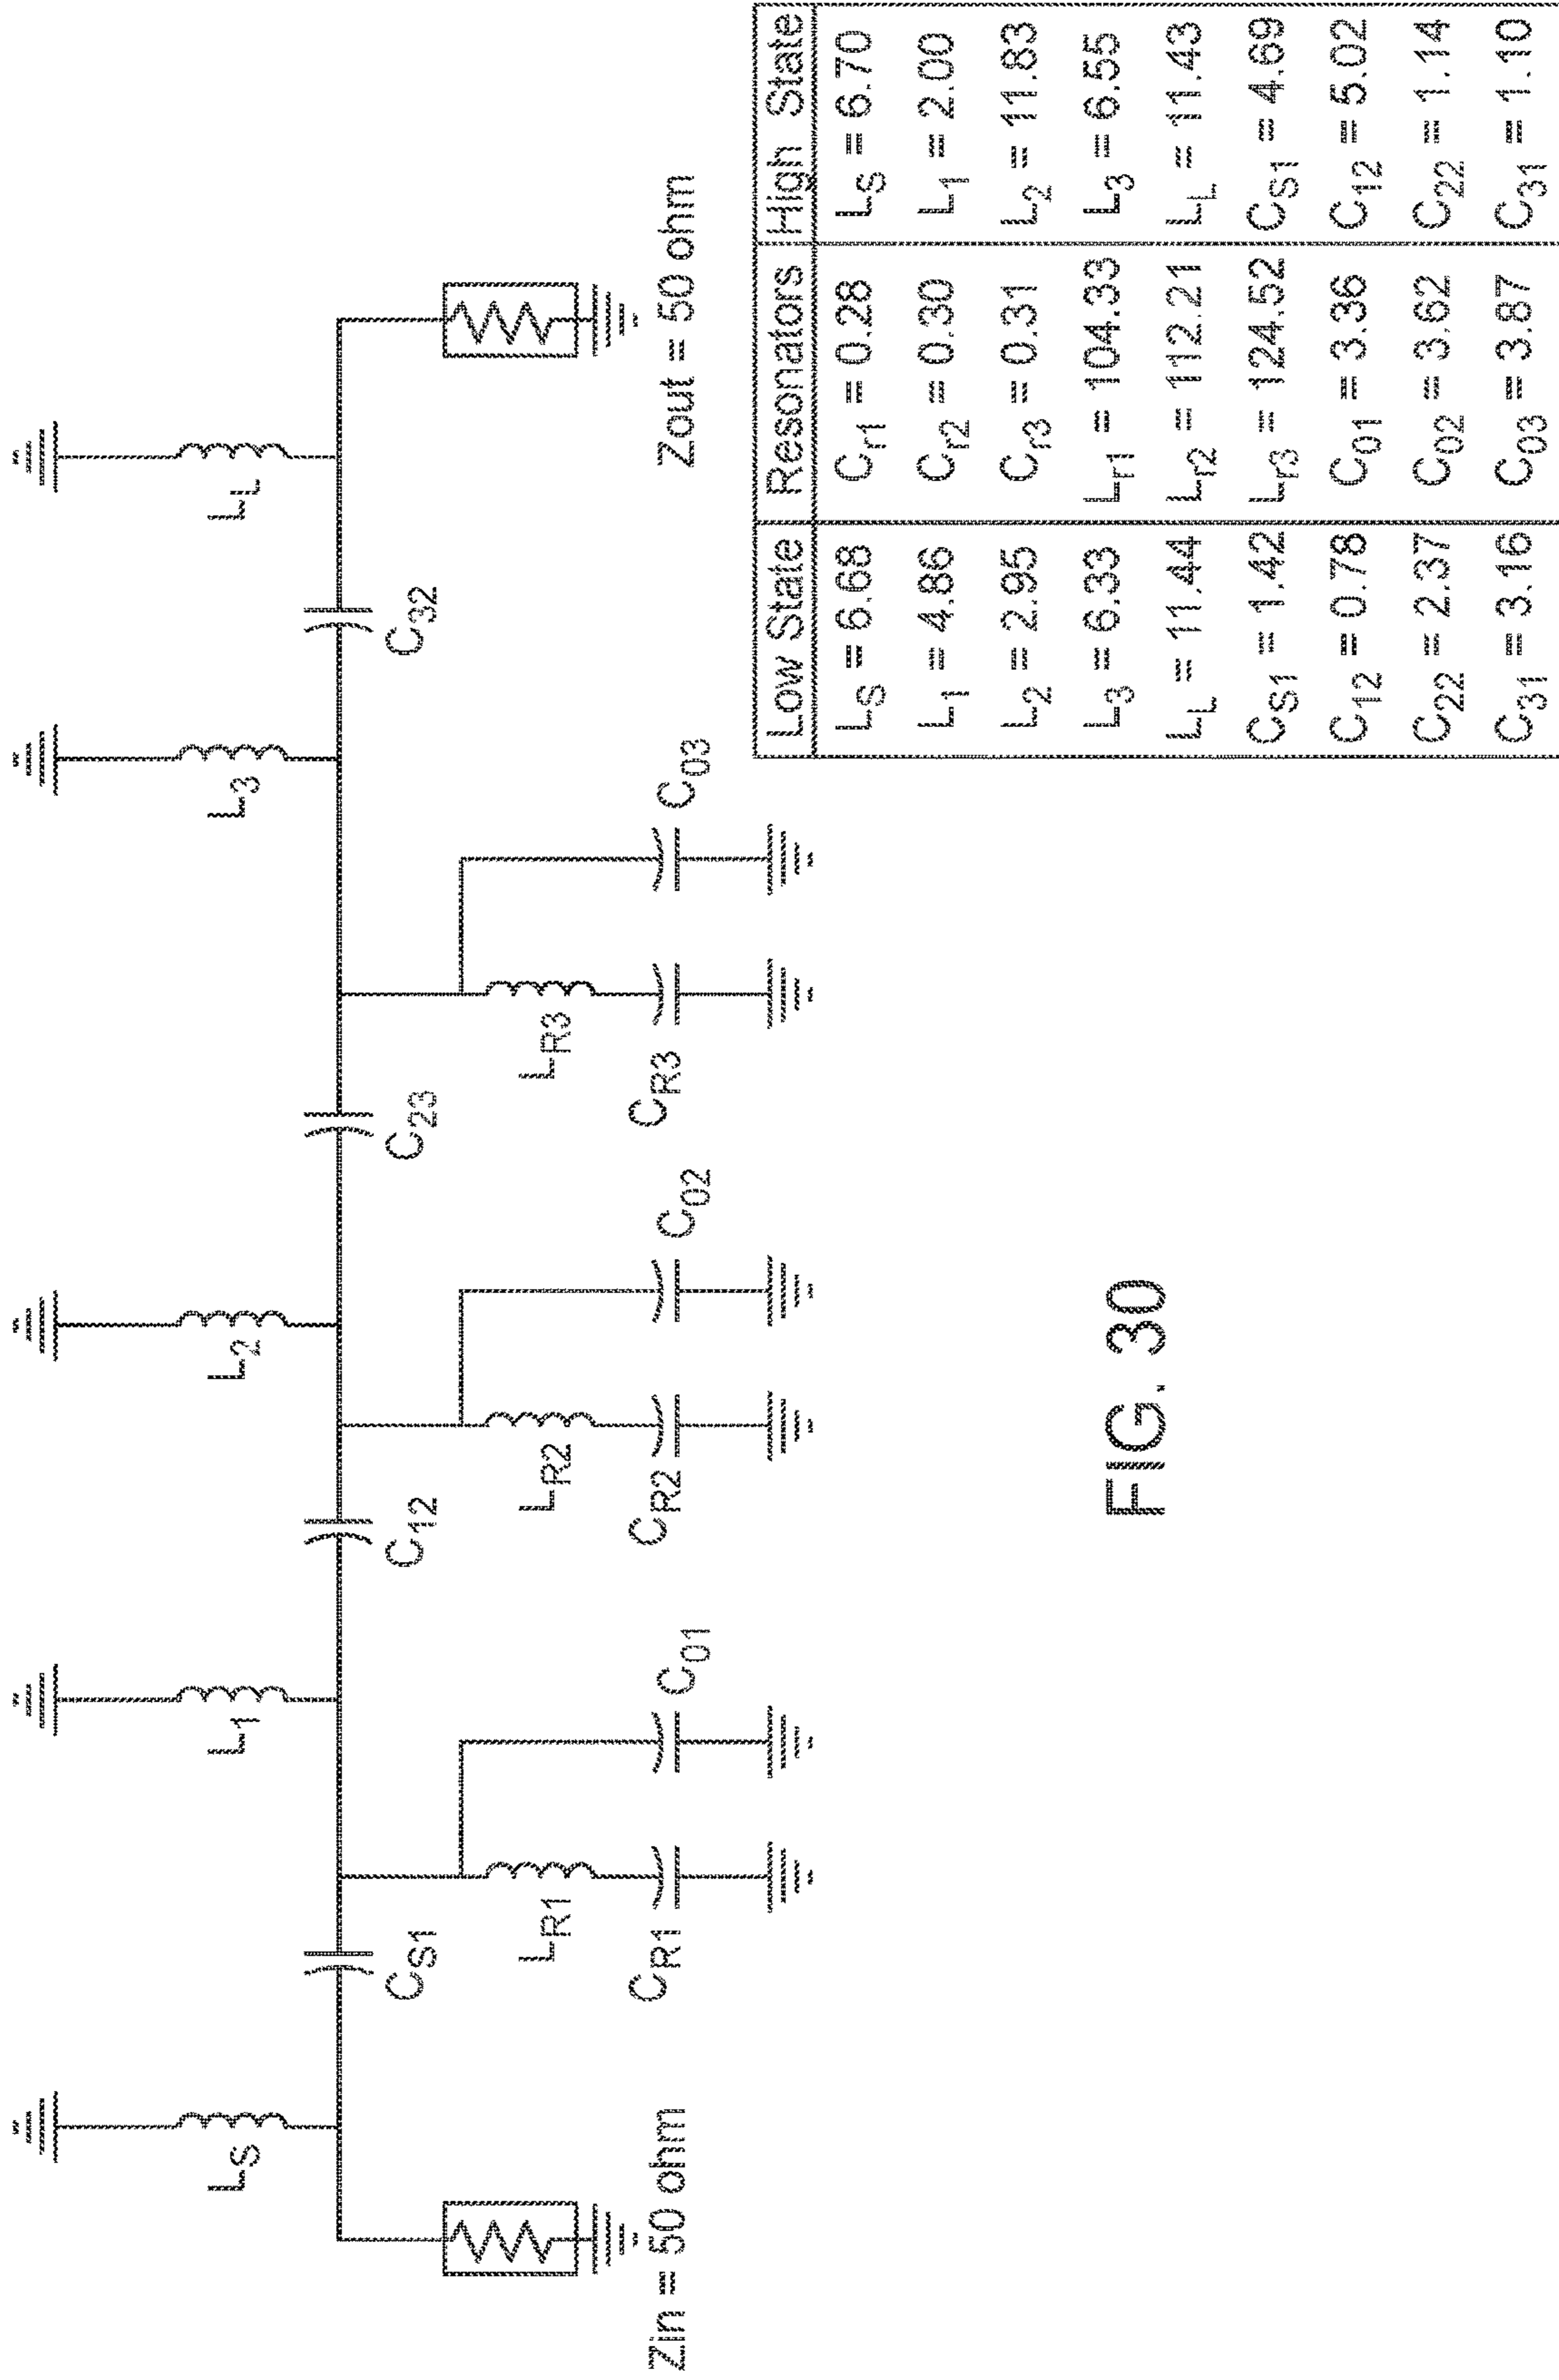 L_S
L_1
L_2
L_3
L_L
C_S1
C_12
C_23
C_32
L_R1
L_R2
L_R3
C_R1
C_01
C_R2
C_02
C_R3
C_03
Zin = 50 ohm
Zout = 50 ohm
Low State Resonators High State
L_S = 6.68 C_r1 = 0.28 L_S = 6.70
L_1 = 4.86 C_r2 = 0.30 L_1 = 2.00
L_2 = 2.95 C_r3 = 0.31 L_2 = 11.83
L_3 = 6.33 L_r1 = 104.33 L_3 = 6.55
L_L = 11.44 L_r2 = 112.21 L_L = 11.43
C_S1 = 1.42 L_r3 = 124.52 C_S1 = 4.69
C_12 = 0.78 C_01 = 3.36 C_12 = 5.02
C_22 = 2.37 C_02 = 3.62 C_22 = 1.14
C_31 = 3.16 C_03 = 3.87 C_31 = 1.10
FIG. 30